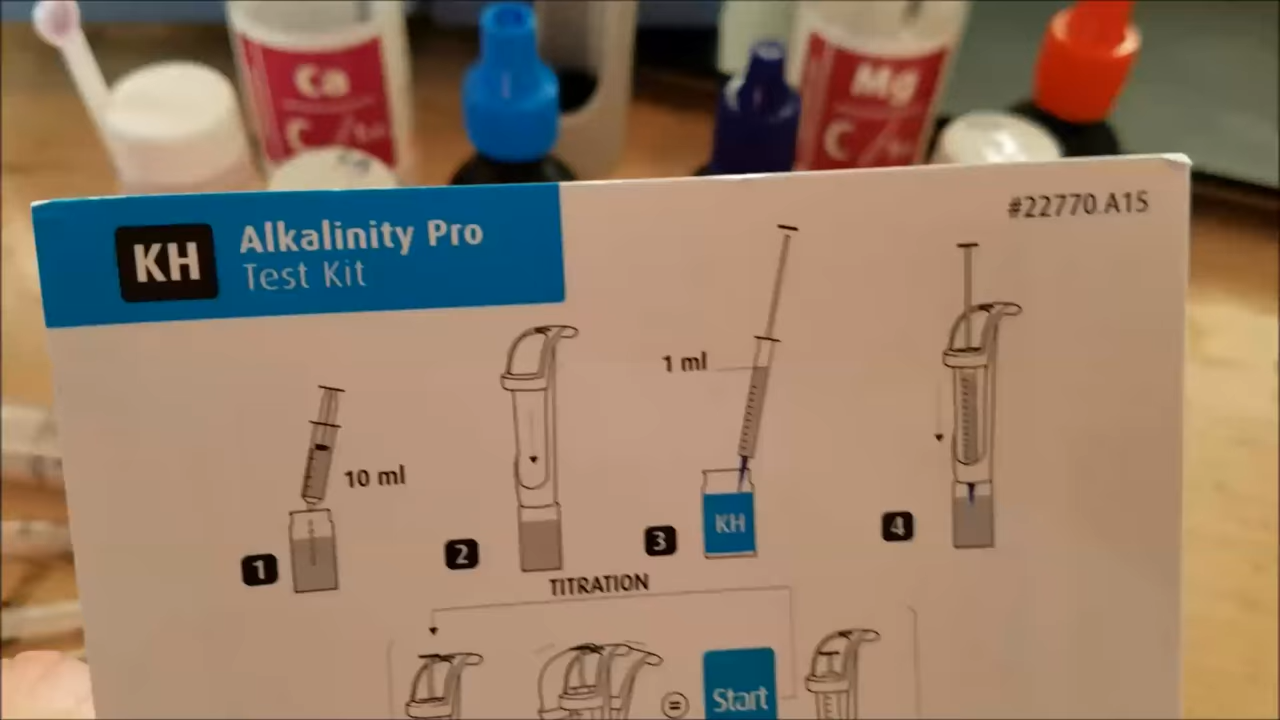 Ca
C
Mg
C
#22770.A15
KH
Alkalinity Pro
Test Kit
1 ml
10 ml
KH
1
2
3
4
TITRATION
=
Start